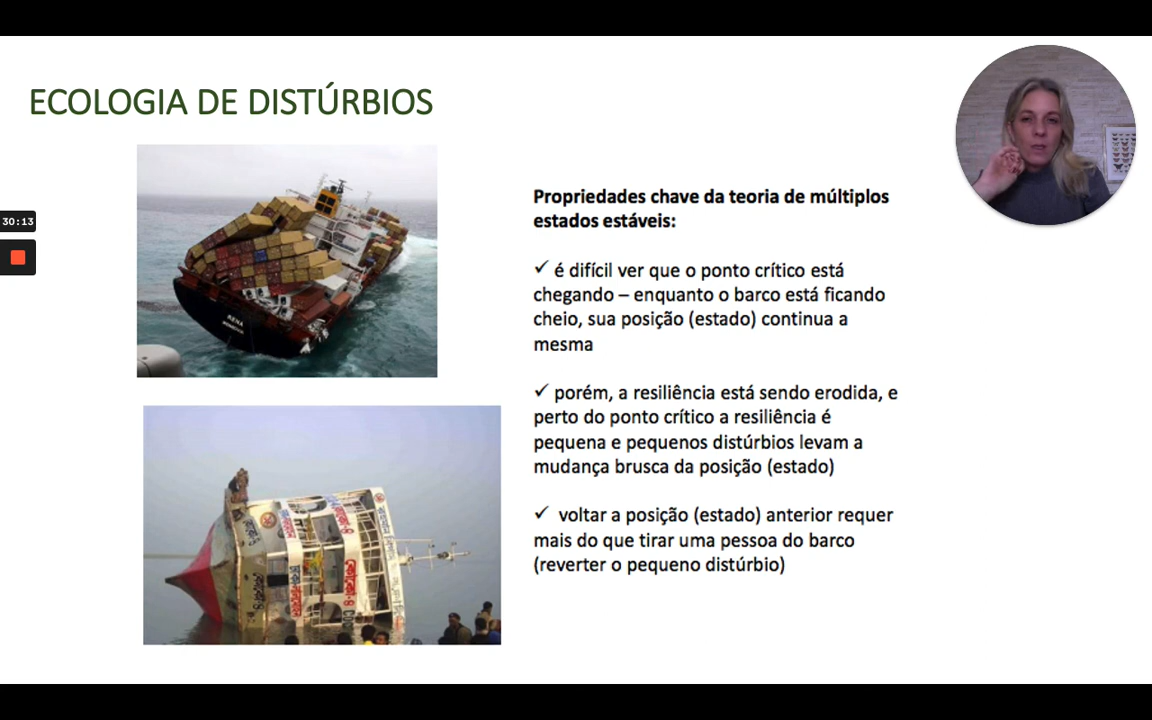 ECOLOGIA DE DISTÚRBIOS
30:13
RENA
Propriedades chave da teoria de múltiplos
estados estáveis:
✓ é difícil ver que o ponto crítico está
chegando – enquanto o barco está ficando
cheio, sua posição (estado) continua a
mesma
✓ porém, a resiliência está sendo erodida, e
perto do ponto crítico a resiliência é
pequena e pequenos distúrbios levam a
mudança brusca da posição (estado)
✓ voltar a posição (estado) anterior requer
mais do que tirar uma pessoa do barco
(reverter o pequeno distúrbio)